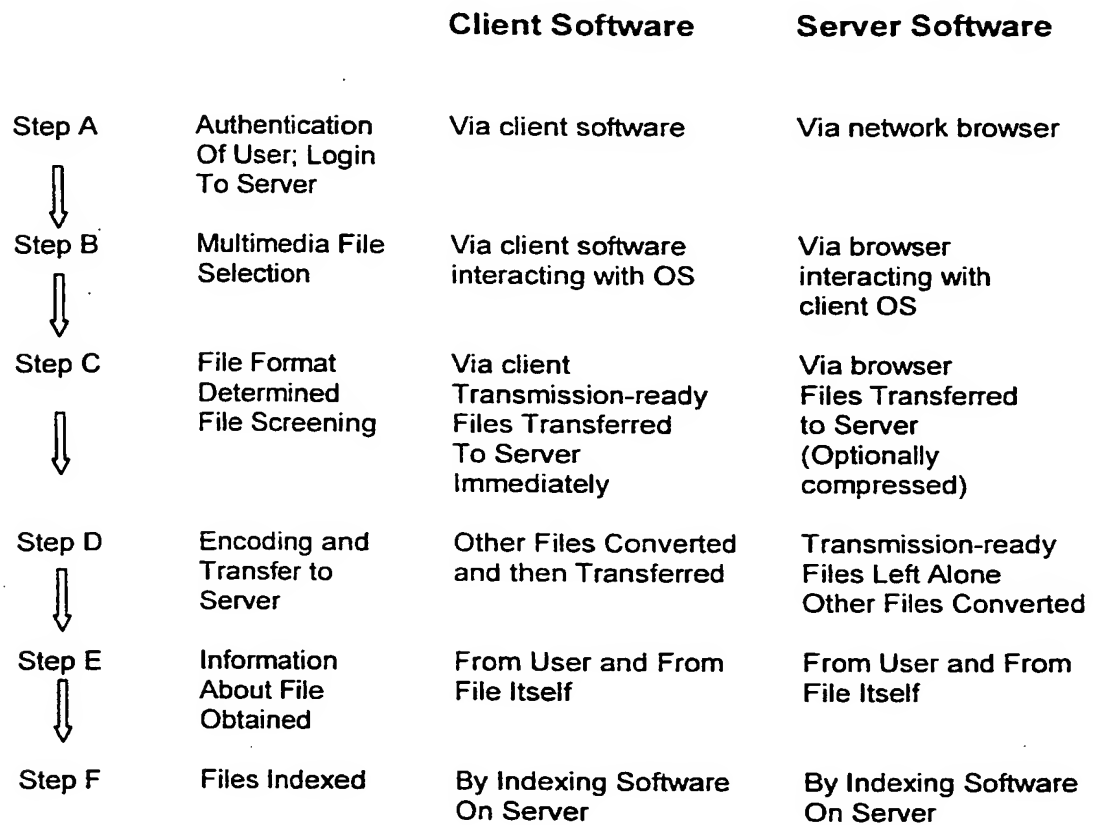 Client Software Server Software
Step A Authentication Via client software Via network browser
Of User; Login
To Server
Step B Multimedia File Via client software Via browser
Selection interacting with OS interacting with
client OS
Step C File Format Via client Via browser
Determined Transmission-ready Files Transferred
File Screening Files Transferred to Server
To Server (Optionally
Immediately compressed)
Step D Encoding and Other Files Converted Transmission-ready
Transfer to and then Transferred Files Left Alone
Server Other Files Converted
Step E Information From User and From From User and From
About File File Itself File Itself
Obtained
Step F Files Indexed By Indexing Software By Indexing Software
On Server On Server